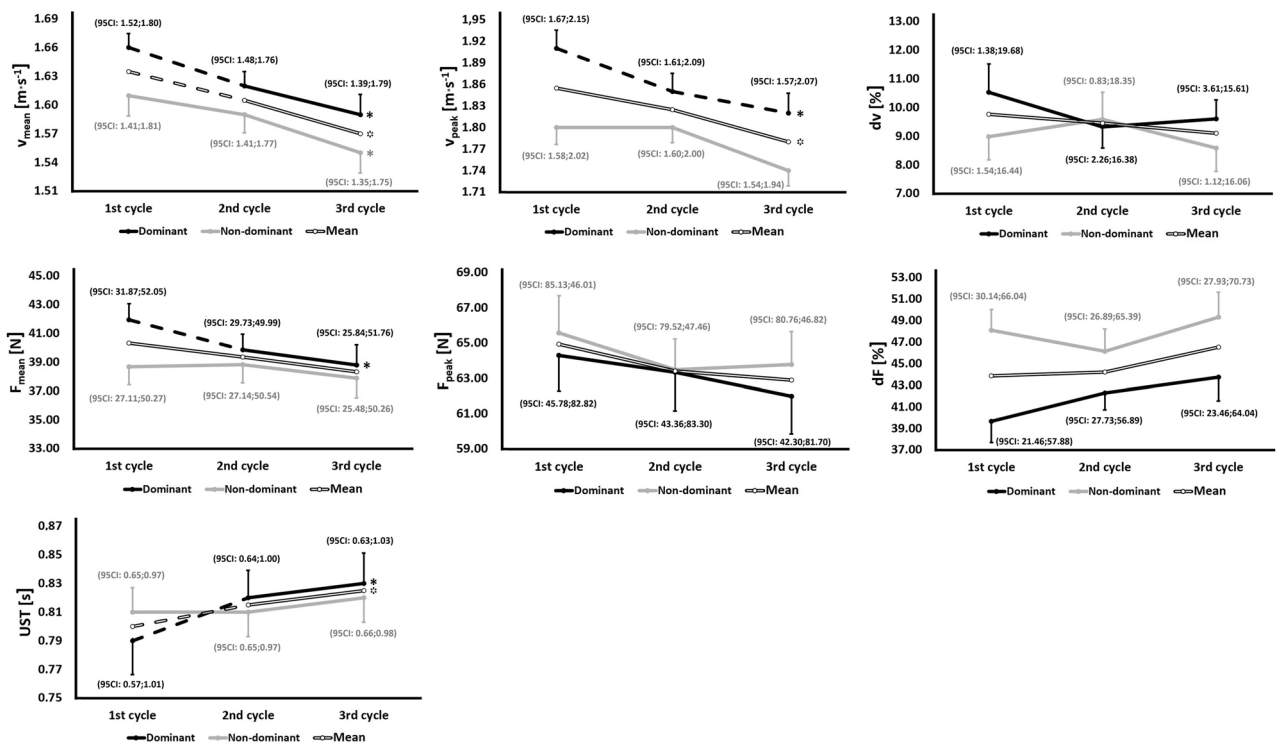 v_mean [m·s⁻¹]
1.69
1.66
1.63
1.60
1.57
1.54
1.51
(95CI: 1.52;1.80)
(95CI: 1.48;1.76)
(95CI: 1.39;1.79)
*
✩
*
(95CI: 1.41;1.81)
(95CI: 1.41;1.77)
(95CI: 1.35;1.75)
1st cycle 2nd cycle 3rd cycle
Dominant Non-dominant Mean
v_peak [m·s⁻¹]
1,95
1,92
1.89
1.86
1.83
1.80
1.77
1.74
1.71
(95CI: 1.67;2.15)
(95CI: 1.61;2.09)
(95CI: 1.57;2.07)
*
✩
(95CI: 1.58;2.02)
(95CI: 1.60;2.00)
(95CI: 1.54;1.94)
1st cycle 2nd cycle 3rd cycle
Dominant Non-dominant Mean
dv [%]
13.00
12.00
11.00
10.00
9.00
8.00
7.00
(95CI: 1.38;19.68)
(95CI: 0.83;18.35)
(95CI: 3.61;15.61)
(95CI: 1.54;16.44)
(95CI: 2.26;16.38)
(95CI: 1.12;16.06)
1st cycle 2nd cycle 3rd cycle
Dominant Non-dominant Mean
F_mean [N]
45.00
43.00
41.00
39.00
37.00
35.00
33.00
(95CI: 31.87;52.05)
(95CI: 29.73;49.99)
(95CI: 25.84;51.76)
*
(95CI: 27.11;50.27)
(95CI: 27.14;50.54)
(95CI: 25.48;50.26)
1st cycle 2nd cycle 3rd cycle
Dominant Non-dominant Mean
F_peak [N]
69.00
67.00
65.00
63.00
61.00
59.00
(95CI: 85.13;46.01)
(95CI: 79.52;47.46)
(95CI: 80.76;46.82)
(95CI: 45.78;82.82)
(95CI: 43.36;83.30)
(95CI: 42.30;81.70)
1st cycle 2nd cycle 3rd cycle
Dominant Non-dominant Mean
dF [%]
53.00
51.00
49.00
47.00
45.00
43.00
41.00
39.00
37.00
(95CI: 30.14;66.04)
(95CI: 26.89;65.39)
(95CI: 27.93;70.73)
(95CI: 21.46;57.88)
(95CI: 27.73;56.89)
(95CI: 23.46;64.04)
1st cycle 2nd cycle 3rd cycle
Dominant Non-dominant Mean
UST [s]
0.87
0.85
0.83
0.81
0.79
0.77
0.75
(95CI: 0.65;0.97)
(95CI: 0.64;1.00)
(95CI: 0.63;1.03)
*
✩
(95CI: 0.57;1.01)
(95CI: 0.65;0.97)
(95CI: 0.66;0.98)
1st cycle 2nd cycle 3rd cycle
Dominant Non-dominant Mean